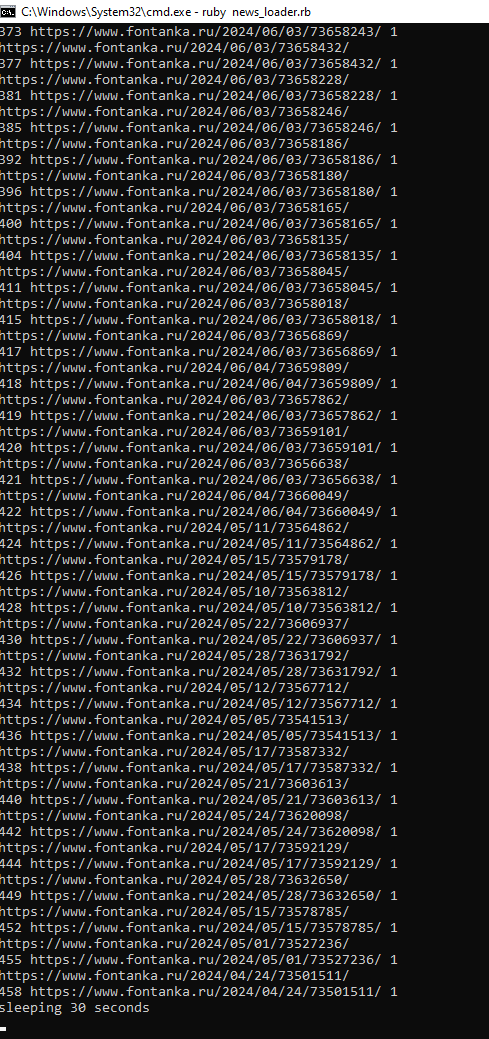 C:\Windows\System32\cmd.exe - ruby news_loader.rb
373 https://www.fontanka.ru/2024/06/03/73658243/ 1
https://www.fontanka.ru/2024/06/03/73658432/
377 https://www.fontanka.ru/2024/06/03/73658432/ 1
https://www.fontanka.ru/2024/06/03/73658228/
381 https://www.fontanka.ru/2024/06/03/73658228/ 1
https://www.fontanka.ru/2024/06/03/73658246/
385 https://www.fontanka.ru/2024/06/03/73658246/ 1
https://www.fontanka.ru/2024/06/03/73658186/
392 https://www.fontanka.ru/2024/06/03/73658186/ 1
https://www.fontanka.ru/2024/06/03/73658180/
396 https://www.fontanka.ru/2024/06/03/73658180/ 1
https://www.fontanka.ru/2024/06/03/73658165/
400 https://www.fontanka.ru/2024/06/03/73658165/ 1
https://www.fontanka.ru/2024/06/03/73658135/
404 https://www.fontanka.ru/2024/06/03/73658135/ 1
https://www.fontanka.ru/2024/06/03/73658045/
411 https://www.fontanka.ru/2024/06/03/73658045/ 1
https://www.fontanka.ru/2024/06/03/73658018/
415 https://www.fontanka.ru/2024/06/03/73658018/ 1
https://www.fontanka.ru/2024/06/03/73656869/
417 https://www.fontanka.ru/2024/06/03/73656869/ 1
https://www.fontanka.ru/2024/06/04/73659809/
418 https://www.fontanka.ru/2024/06/04/73659809/ 1
https://www.fontanka.ru/2024/06/03/73657862/
419 https://www.fontanka.ru/2024/06/03/73657862/ 1
https://www.fontanka.ru/2024/06/03/73659101/
420 https://www.fontanka.ru/2024/06/03/73659101/ 1
https://www.fontanka.ru/2024/06/03/73656638/
421 https://www.fontanka.ru/2024/06/03/73656638/ 1
https://www.fontanka.ru/2024/06/04/73660049/
422 https://www.fontanka.ru/2024/06/04/73660049/ 1
https://www.fontanka.ru/2024/05/11/73564862/
424 https://www.fontanka.ru/2024/05/11/73564862/ 1
https://www.fontanka.ru/2024/05/15/73579178/
426 https://www.fontanka.ru/2024/05/15/73579178/ 1
https://www.fontanka.ru/2024/05/10/73563812/
428 https://www.fontanka.ru/2024/05/10/73563812/ 1
https://www.fontanka.ru/2024/05/22/73606937/
430 https://www.fontanka.ru/2024/05/22/73606937/ 1
https://www.fontanka.ru/2024/05/28/73631792/
432 https://www.fontanka.ru/2024/05/28/73631792/ 1
https://www.fontanka.ru/2024/05/12/73567712/
434 https://www.fontanka.ru/2024/05/12/73567712/ 1
https://www.fontanka.ru/2024/05/05/73541513/
436 https://www.fontanka.ru/2024/05/05/73541513/ 1
https://www.fontanka.ru/2024/05/17/73587332/
438 https://www.fontanka.ru/2024/05/17/73587332/ 1
https://www.fontanka.ru/2024/05/21/73603613/
440 https://www.fontanka.ru/2024/05/21/73603613/ 1
https://www.fontanka.ru/2024/05/24/73620098/
442 https://www.fontanka.ru/2024/05/24/73620098/ 1
https://www.fontanka.ru/2024/05/17/73592129/
444 https://www.fontanka.ru/2024/05/17/73592129/ 1
https://www.fontanka.ru/2024/05/28/73632650/
449 https://www.fontanka.ru/2024/05/28/73632650/ 1
https://www.fontanka.ru/2024/05/15/73578785/
452 https://www.fontanka.ru/2024/05/15/73578785/ 1
https://www.fontanka.ru/2024/05/01/73527236/
455 https://www.fontanka.ru/2024/05/01/73527236/ 1
https://www.fontanka.ru/2024/04/24/73501511/
458 https://www.fontanka.ru/2024/04/24/73501511/ 1
sleeping 30 seconds